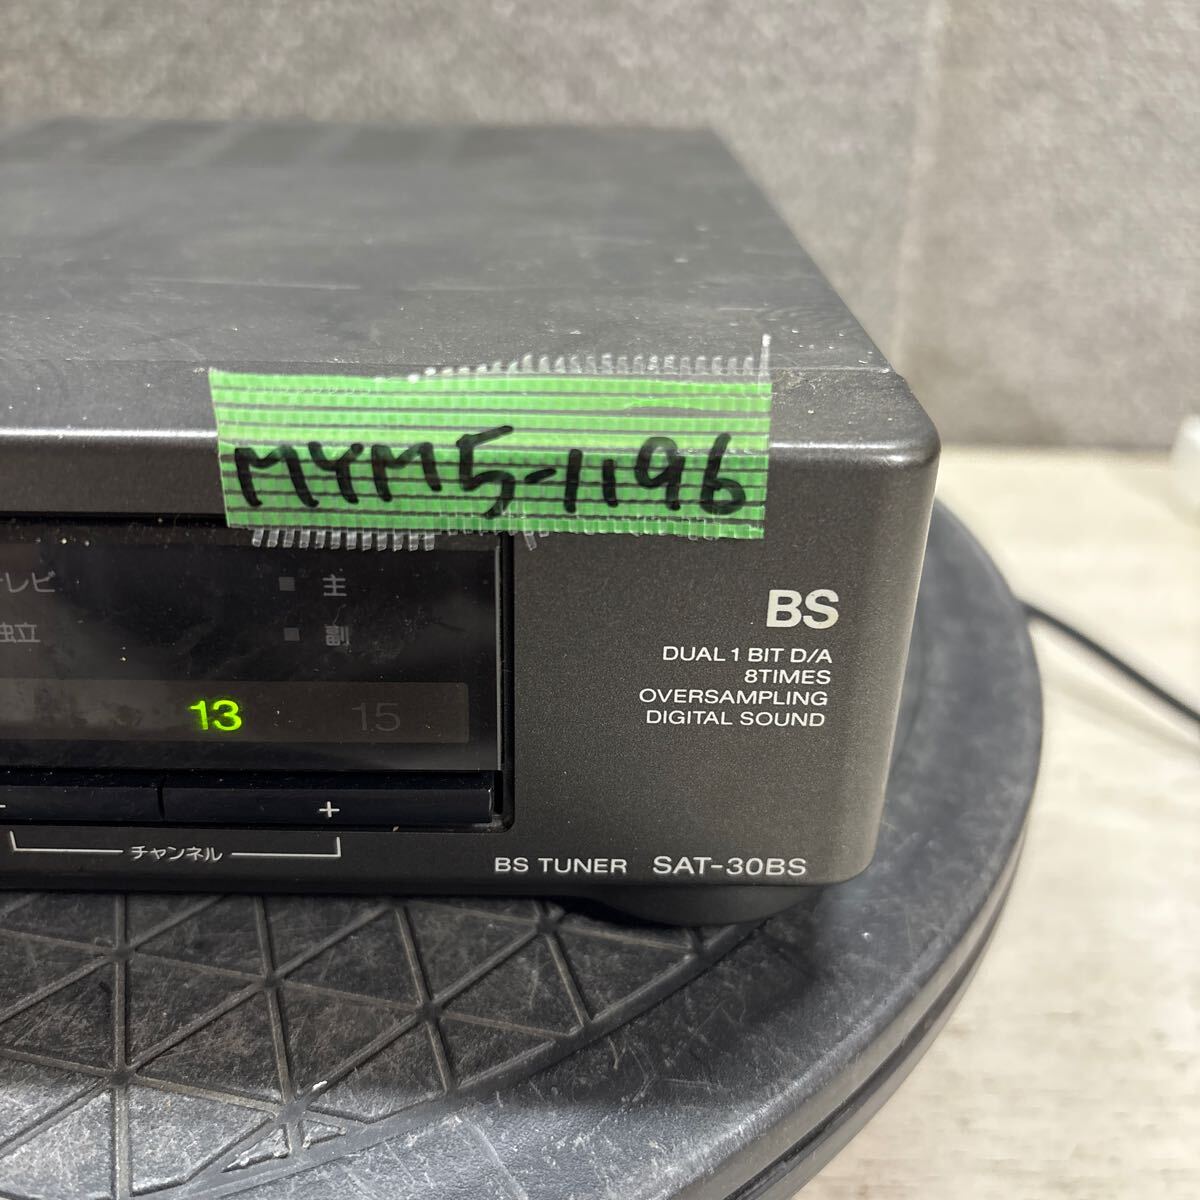 MYM5-1196
テレビ
主
独立
副
BS
DUAL 1 BIT D/A
8TIMES
OVERSAMPLING
DIGITAL SOUND
13
15
+
チャンネル
BS TUNER SAT-30BS